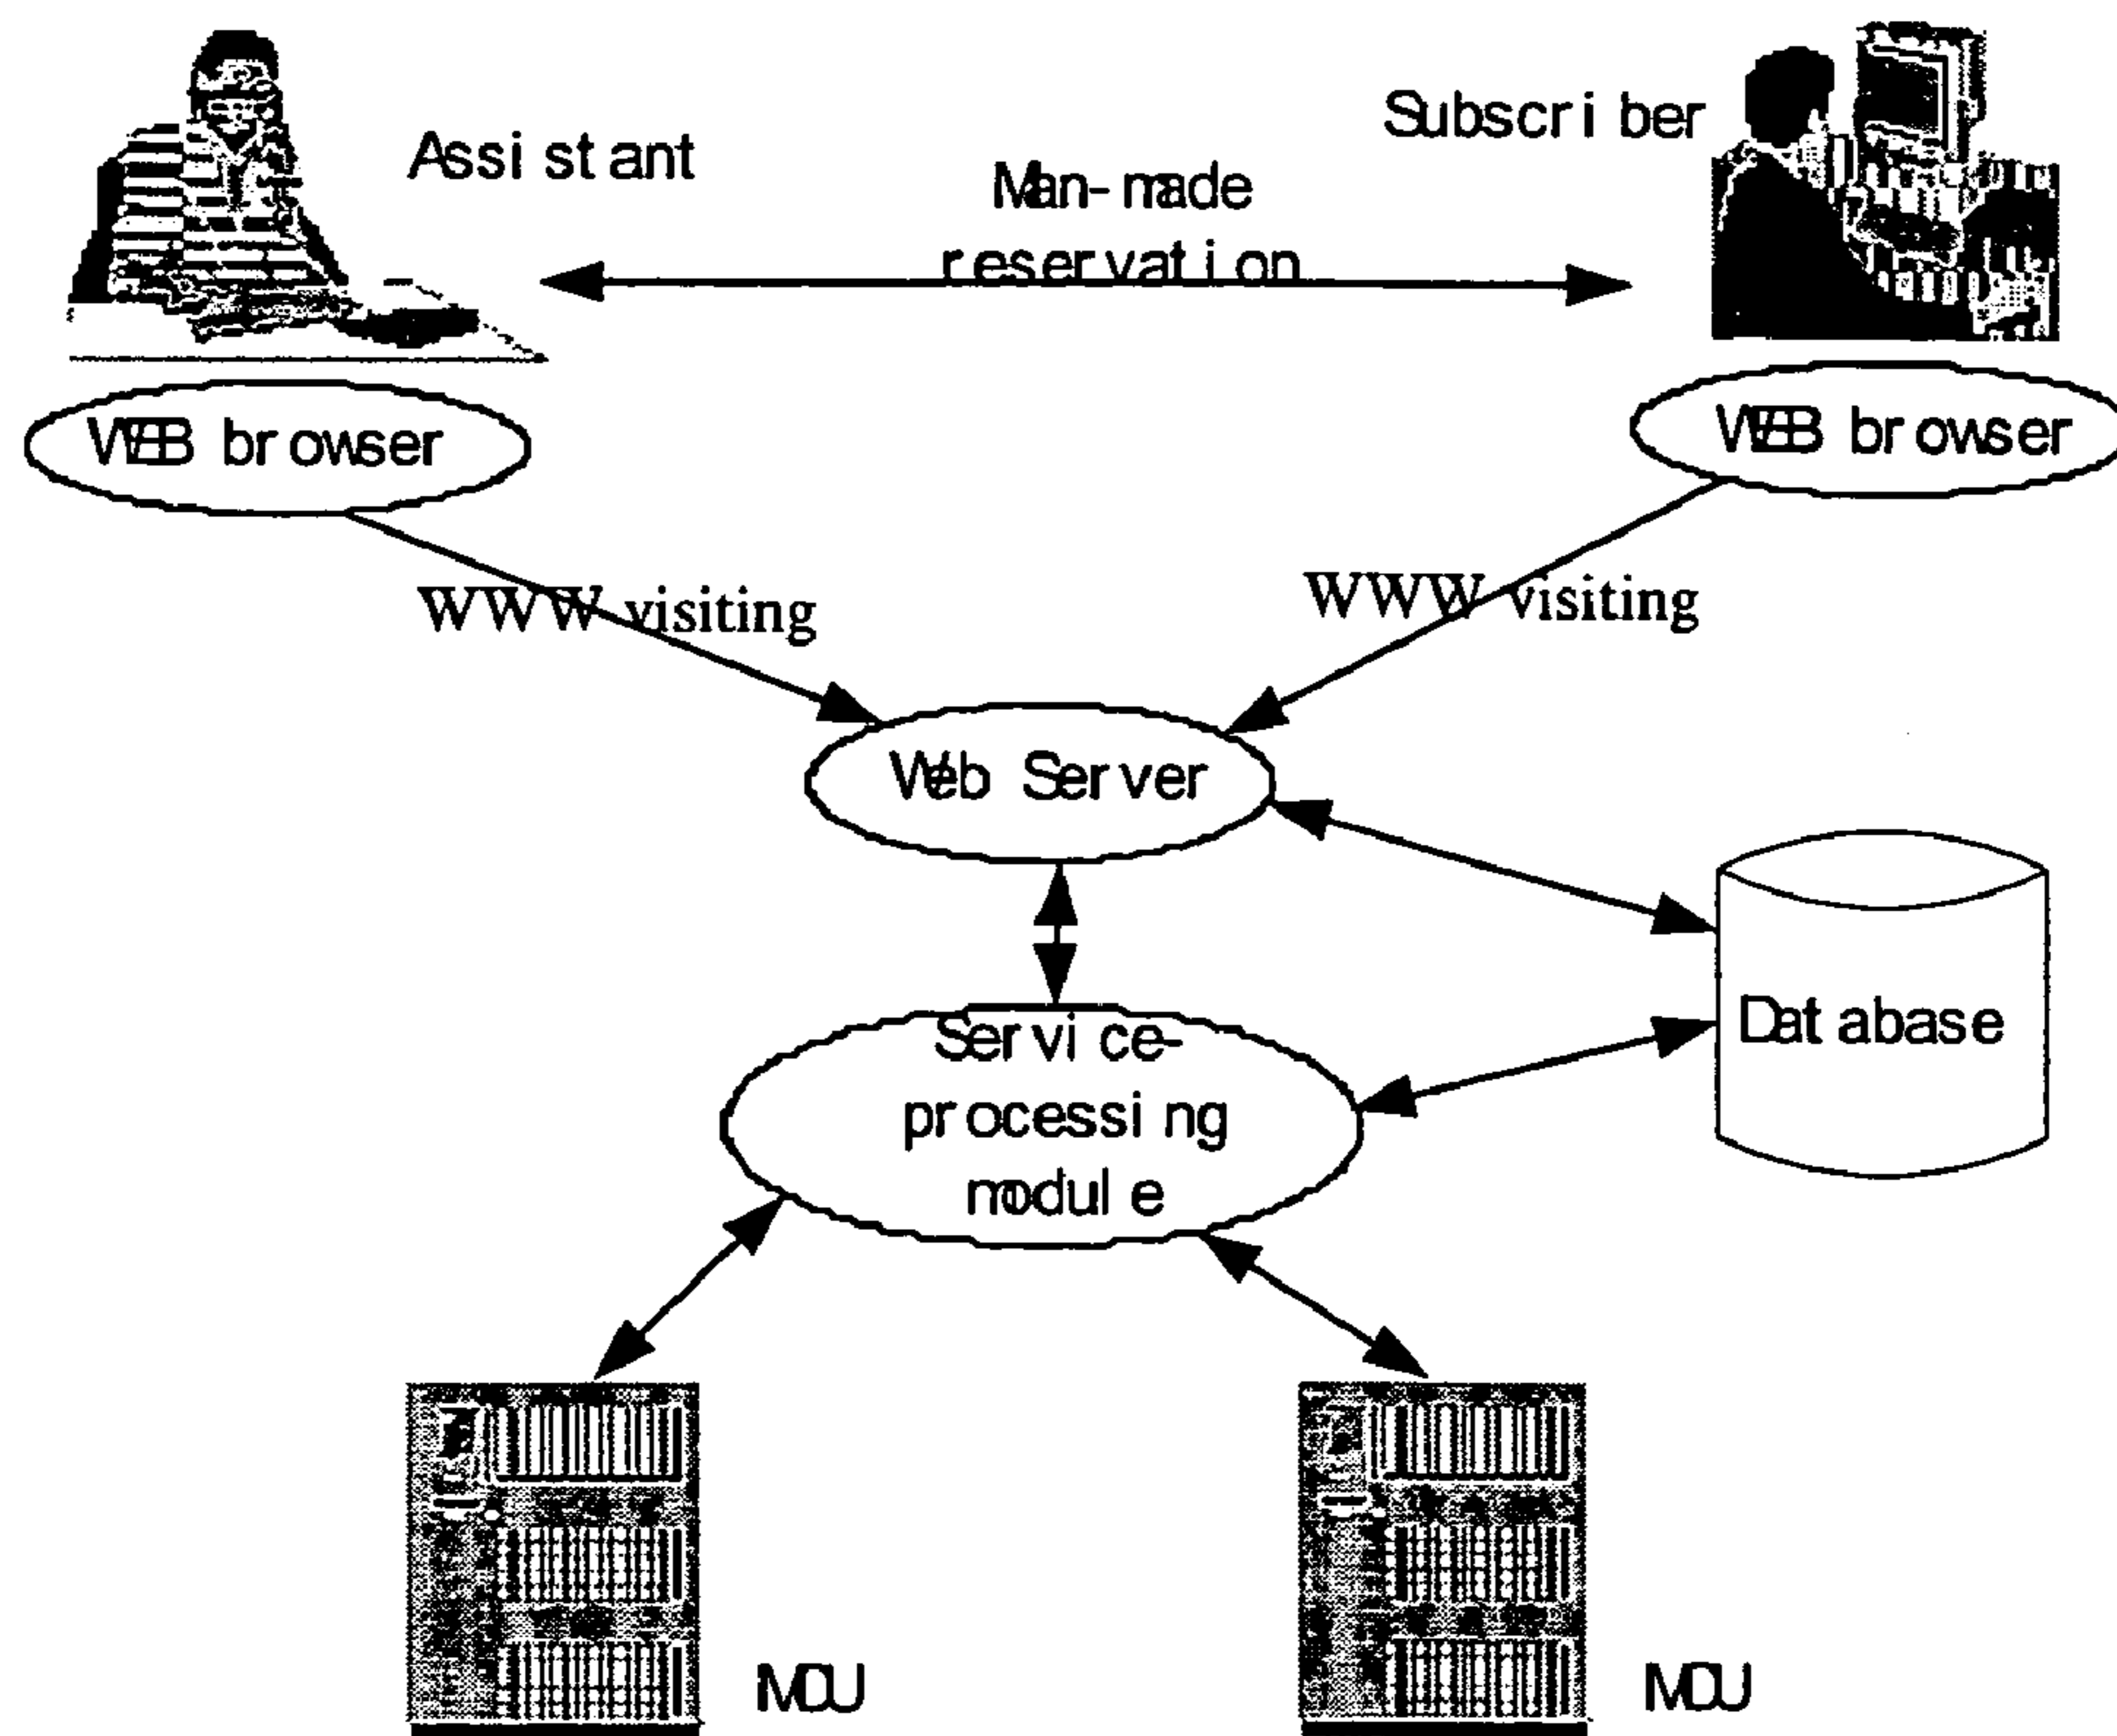 Assistant
Subscriber
Man-made
reservation
WEB browser
WEB browser
WWW visiting
WWW visiting
Web Server
Database
Service-
processing
module
MCU
MCU